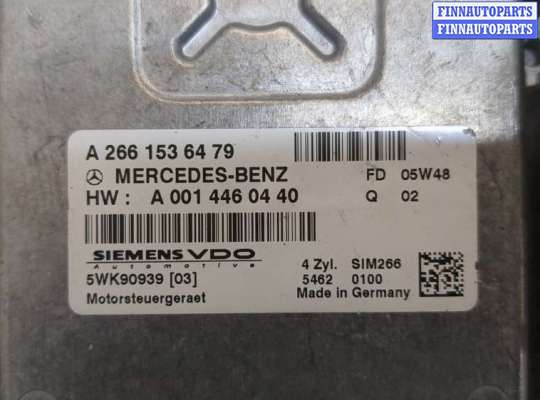 FINNAUTOPARTS
FINNAUTOPARTS
A 266 153 64 79
MERCEDES-BENZ FD 05W48
HW : A 001 446 04 40 Q 02
SIEMENS VDO
Automotive
5WK90939 [03] 4 Zyl. SIM266
5462 0100
Motorsteuergeraet Made in Germany